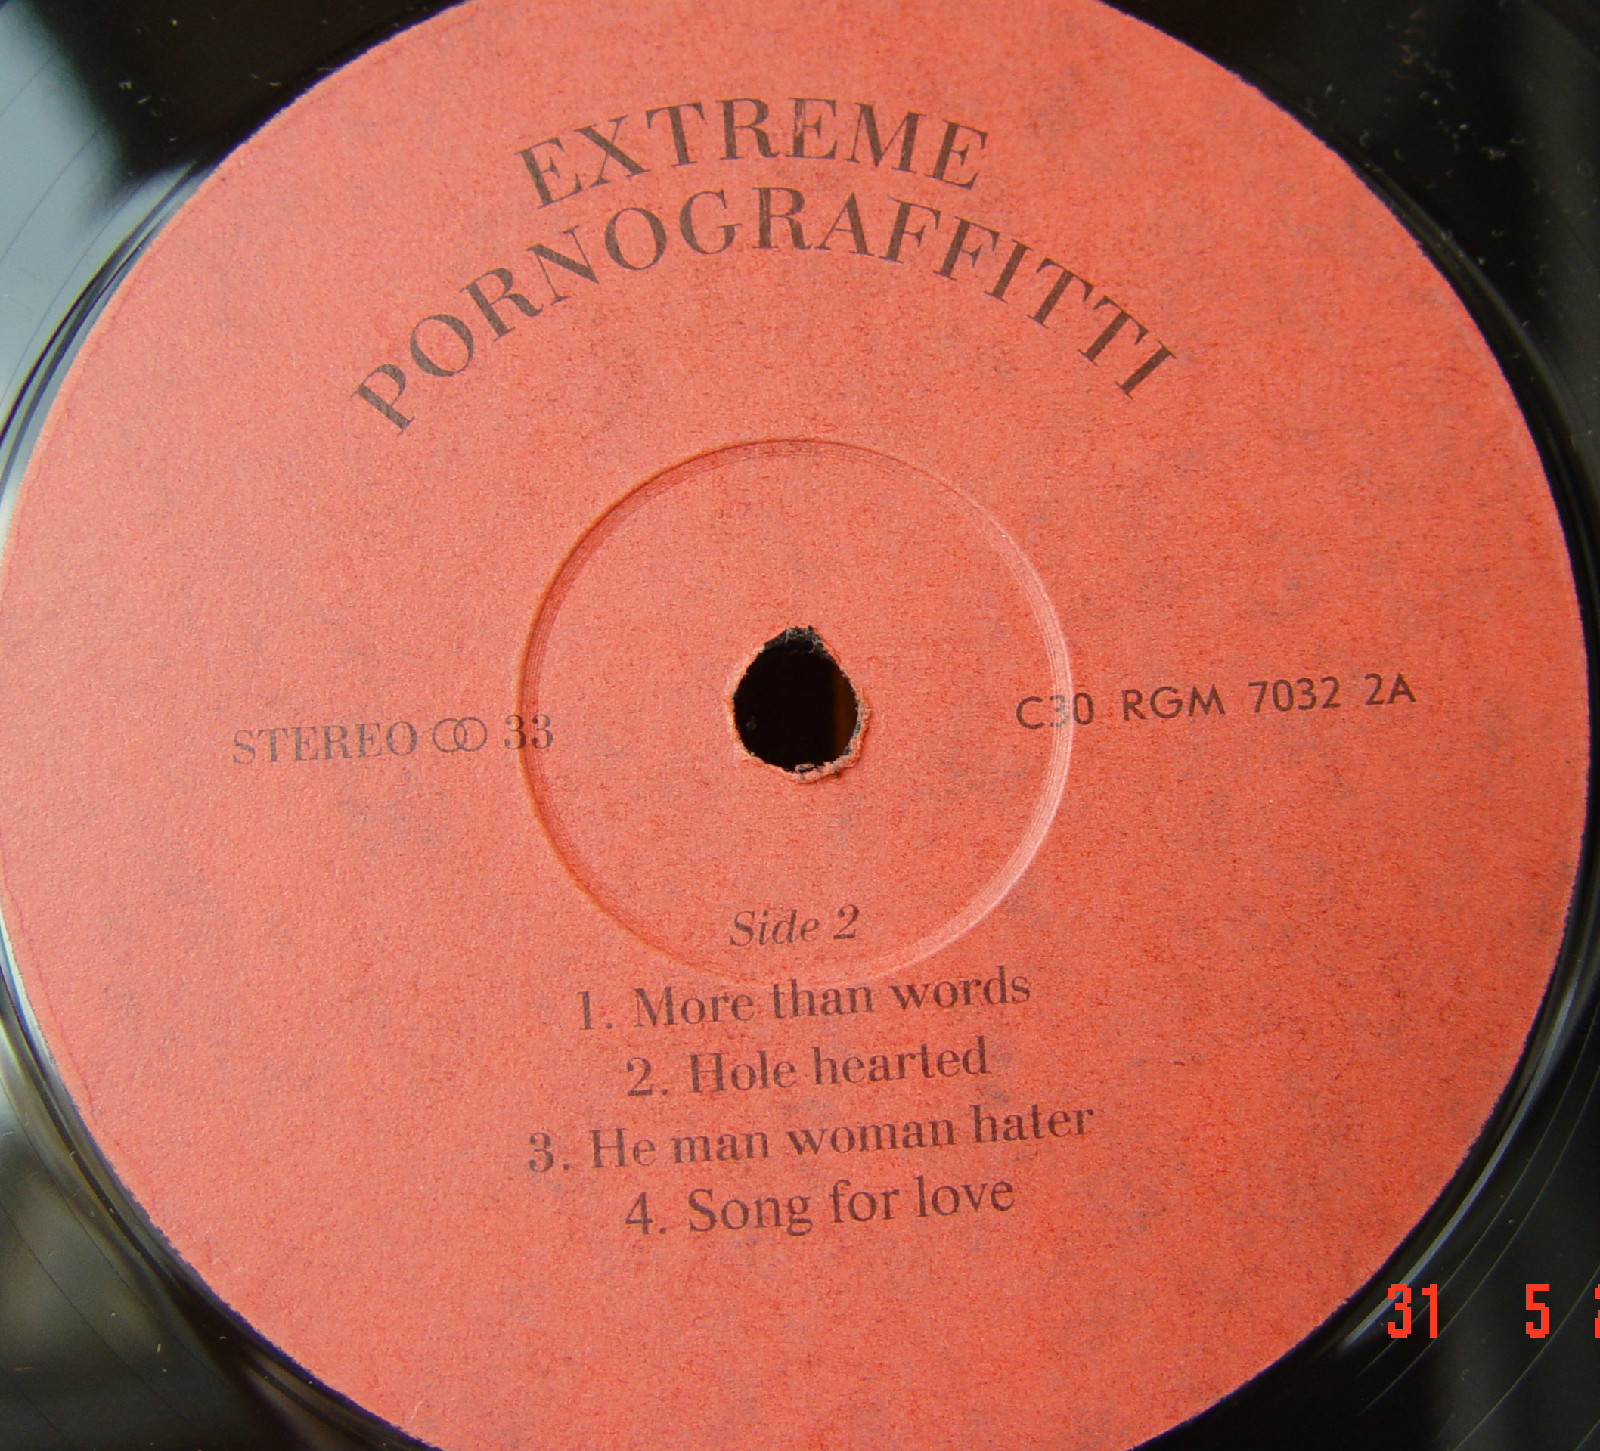 EXTREME
PORNOGRAFFITTI
STEREO 33
C30 RGM 7032 2A
Side 2
1. More than words
2. Hole hearted
3. He man woman hater
4. Song for love
31 5